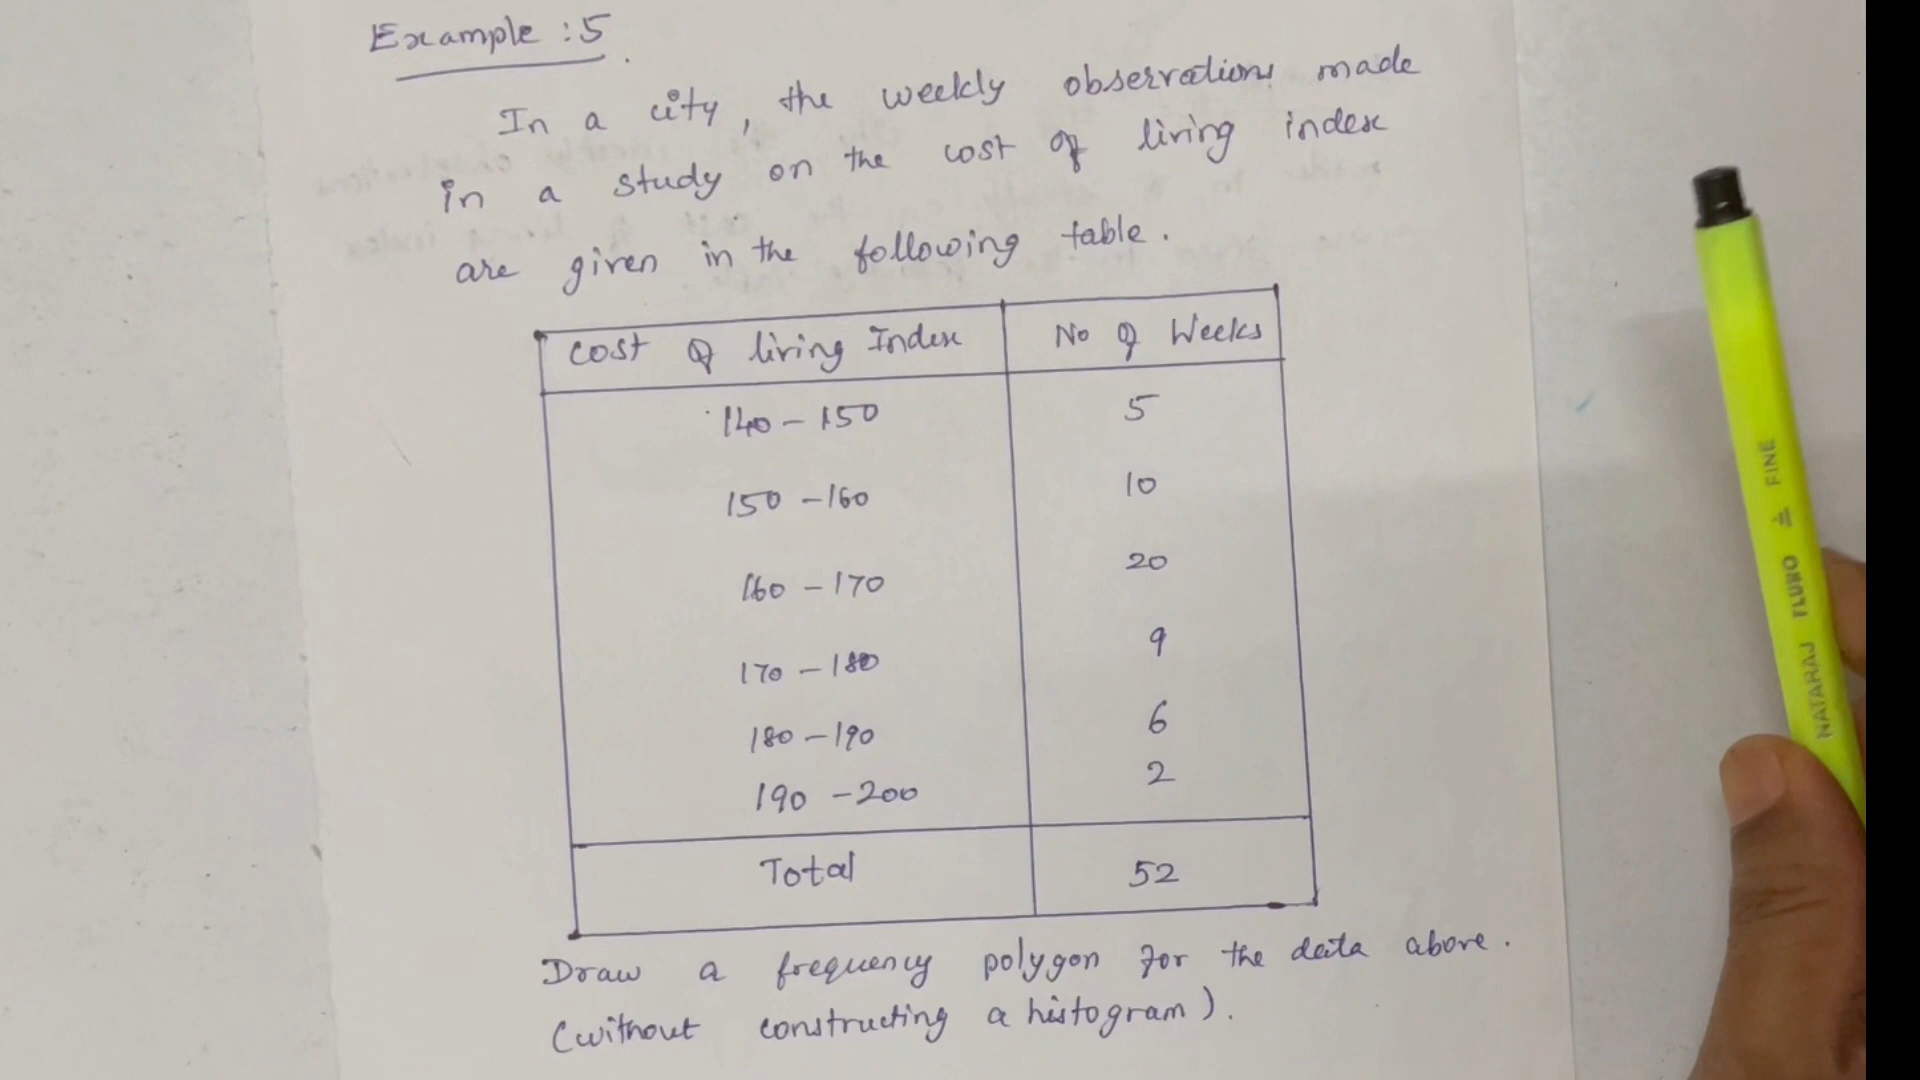 Example : 5
In a city, the weekly observations made
in a study on the cost of living index
are given in the following table.
Cost of living Index No of Weeks
140 - 150 5
150 - 160 10
160 - 170 20
170 - 180 9
180 - 190 6
190 - 200 2
Total 52
Draw a frequency polygon for the data above.
(without constructing a histogram).
NATARAJ FLURO FINE